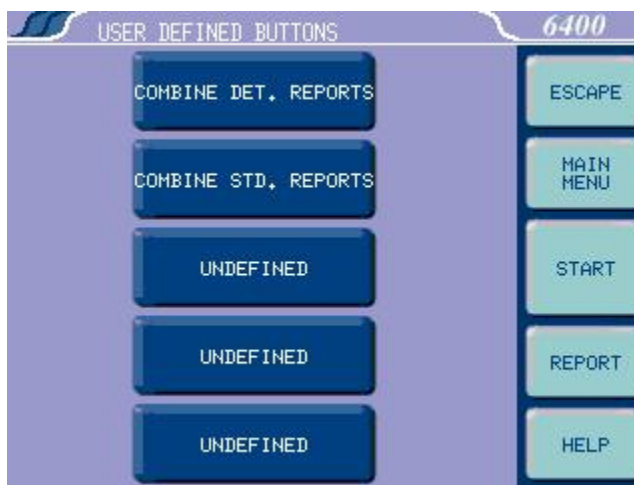 USER DEFINED BUTTONS
6400
COMBINE DET. REPORTS
COMBINE STD. REPORTS
UNDEFINED
UNDEFINED
UNDEFINED
ESCAPE
MAIN
MENU
START
REPORT
HELP